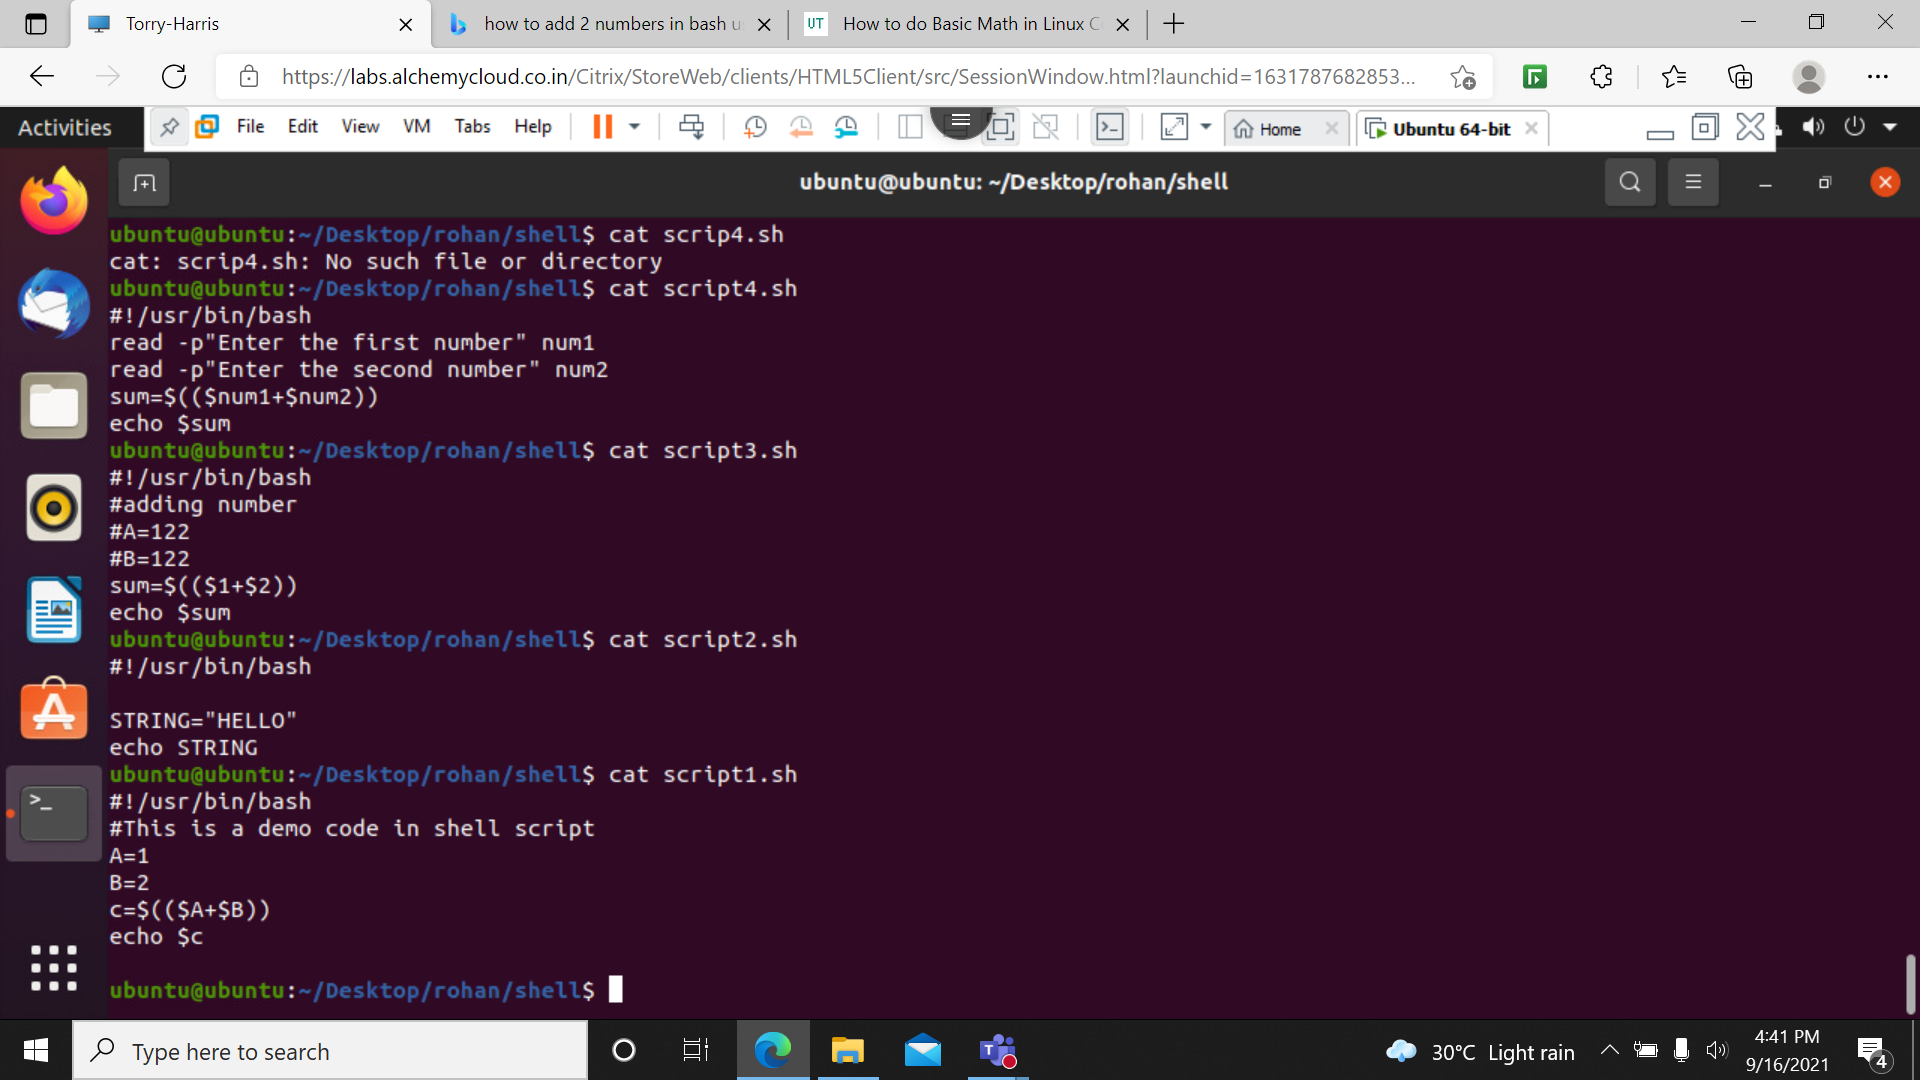 Torry-Harris
how to add 2 numbers in bash u
UT How to do Basic Math in Linux C
https://labs.alchemycloud.co.in/Citrix/StoreWeb/clients/HTML5Client/src/SessionWindow.html?launchid=1631787682853...
Activities
File Edit View VM Tabs Help
Home
Ubuntu 64-bit
ubuntu@ubuntu: ~/Desktop/rohan/shell
ubuntu@ubuntu:~/Desktop/rohan/shell$ cat scrip4.sh
cat: scrip4.sh: No such file or directory
ubuntu@ubuntu:~/Desktop/rohan/shell$ cat script4.sh
#!/usr/bin/bash
read -p"Enter the first number" num1
read -p"Enter the second number" num2
sum=$(($num1+$num2))
echo $sum
ubuntu@ubuntu:~/Desktop/rohan/shell$ cat script3.sh
#!/usr/bin/bash
#adding number
#A=122
#B=122
sum=$(($1+$2))
echo $sum
ubuntu@ubuntu:~/Desktop/rohan/shell$ cat script2.sh
#!/usr/bin/bash
STRING="HELLO"
echo STRING
ubuntu@ubuntu:~/Desktop/rohan/shell$ cat script1.sh
#!/usr/bin/bash
#This is a demo code in shell script
A=1
B=2
c=$(($A+$B))
echo $c
ubuntu@ubuntu:~/Desktop/rohan/shell$
Type here to search
30°C Light rain
4:41 PM
9/16/2021
4